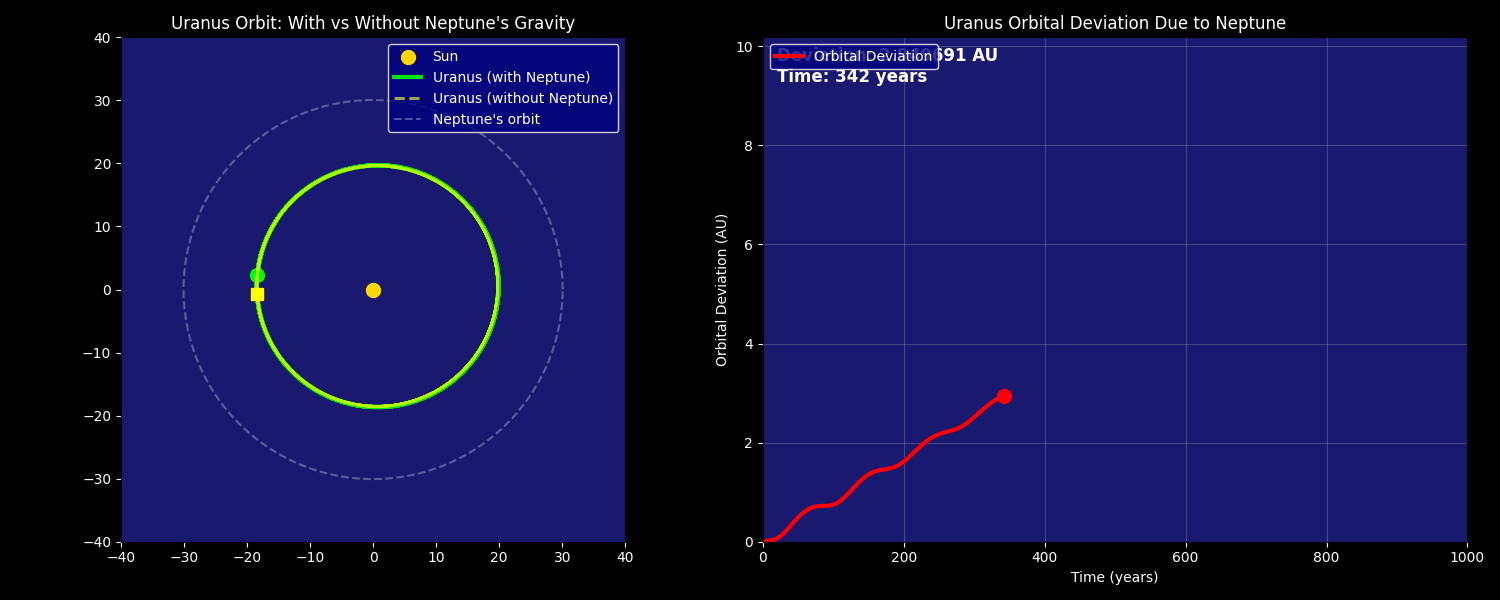 Uranus Orbit: With vs Without Neptune's Gravity
40
30
20
10
0
−10
−20
−30
−40
−40 −30 −20 −10 0 10 20 30 40
Sun
Uranus (with Neptune)
Uranus (without Neptune)
Neptune's orbit
Uranus Orbital Deviation Due to Neptune
Orbital Deviation (AU)
10
8
6
4
2
0
0 200 400 600 800 1000
Time (years)
Orbital Deviation
Deviation: AU
Time: 342 years